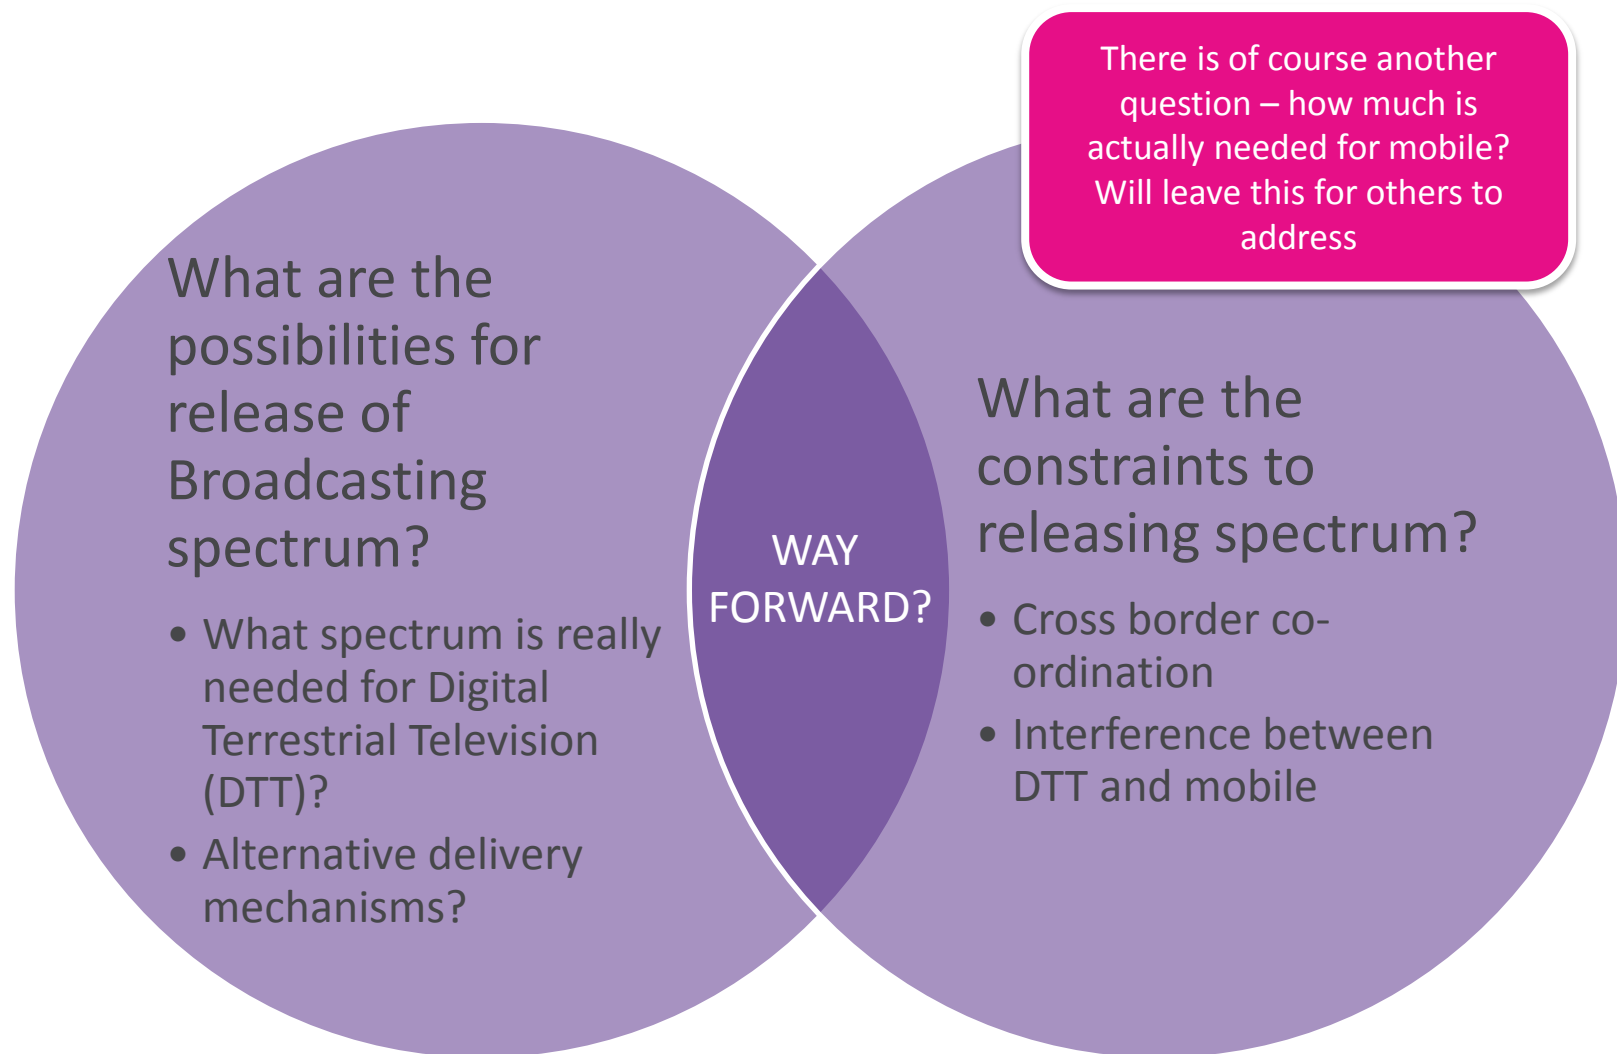 There is of course another
question – how much is
actually needed for mobile?
Will leave this for others to
address
What are the
possibilities for
release of
Broadcasting
spectrum?
• What spectrum is really
needed for Digital
Terrestrial Television
(DTT)?
• Alternative delivery
mechanisms?
WAY
FORWARD?
What are the
constraints to
releasing spectrum?
• Cross border co-
ordination
• Interference between
DTT and mobile